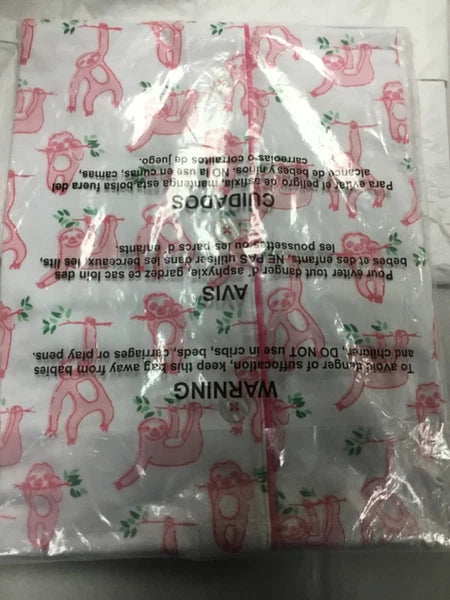 WARNING
To avoid danger of suffocation, keep this bag away from babies
and children, DO NOT use in cribs, beds, carriages or play pens.
AVIS
Pour éviter tout danger d' asphyxie, gardez ce sac loin des
bébés et des enfants, NE PAS utiliser dans les berceaux, les lits,
les poussettes ou les parcs d' enfants.
CUIDADOS
Para evitar el peligro de asfixia, mantenga esta bolsa fuera del
alcance de bebés y niños. NO la use en cunas, camas,
carreolas o corralitos de juego.